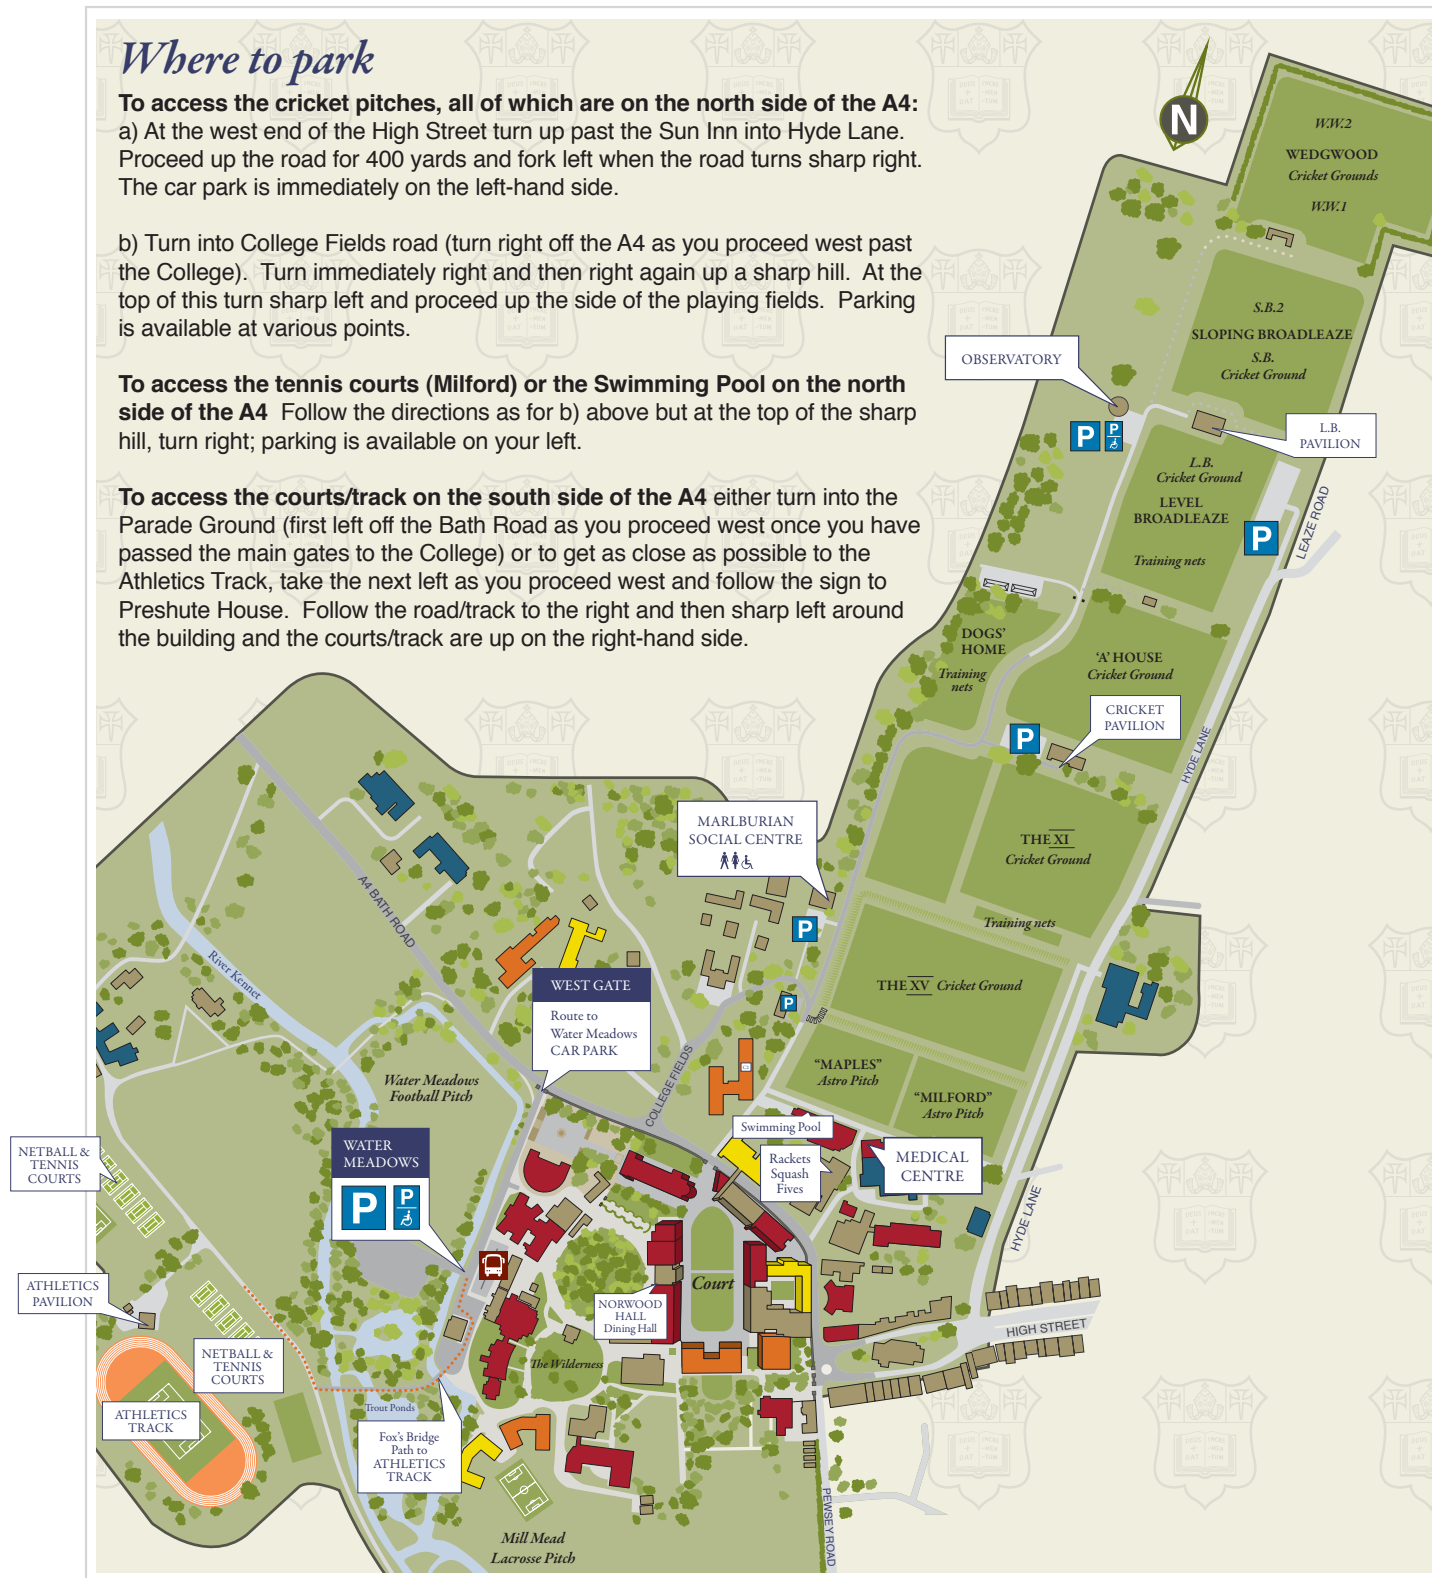 Where to park
To access the cricket pitches, all of which are on the north side of the A4:
a) At the west end of the High Street turn up past the Sun Inn into Hyde Lane.
Proceed up the road for 400 yards and fork left when the road turns sharp right.
The car park is immediately on the left-hand side.
b) Turn into College Fields road (turn right off the A4 as you proceed west past
the College). Turn immediately right and then right again up a sharp hill. At the
top of this turn sharp left and proceed up the side of the playing fields. Parking
is available at various points.
To access the tennis courts (Milford) or the Swimming Pool on the north
side of the A4 Follow the directions as for b) above but at the top of the sharp
hill, turn right; parking is available on your left.
To access the courts/track on the south side of the A4 either turn into the
Parade Ground (first left off the Bath Road as you proceed west once you have
passed the main gates to the College) or to get as close as possible to the
Athletics Track, take the next left as you proceed west and follow the sign to
Preshute House. Follow the road/track to the right and then sharp left around
the building and the courts/track are up on the right-hand side.
N
W.W.2
WEDGWOOD
Cricket Grounds
W.W.1
S.B.2
SLOPING BROADLEAZE
S.B.
Cricket Ground
OBSERVATORY
P
P
L.B.
PAVILION
L.B.
Cricket Ground
LEVEL
BROADLEAZE
Training nets
P
LEAZE ROAD
DOGS'
HOME
Training
nets
'A' HOUSE
Cricket Ground
CRICKET
PAVILION
P
HYDE LANE
MARLBURIAN
SOCIAL CENTRE
THE XI
Cricket Ground
Training nets
P
THE XV Cricket Ground
P
A4 BATH ROAD
River Kennet
WEST GATE
Route to
Water Meadows
CAR PARK
COLLEGE FIELDS
"MAPLES"
Astro Pitch
"MILFORD"
Astro Pitch
Water Meadows
Football Pitch
Swimming Pool
Rackets
Squash
Fives
MEDICAL
CENTRE
NETBALL &
TENNIS
COURTS
WATER
MEADOWS
P
P
HYDE LANE
ATHLETICS
PAVILION
Court
NORWOOD
HALL
Dining Hall
HIGH STREET
NETBALL &
TENNIS
COURTS
The Wilderness
ATHLETICS
TRACK
Trout Ponds
Fox's Bridge
Path to
ATHLETICS
TRACK
PEWSEY ROAD
Mill Mead
Lacrosse Pitch